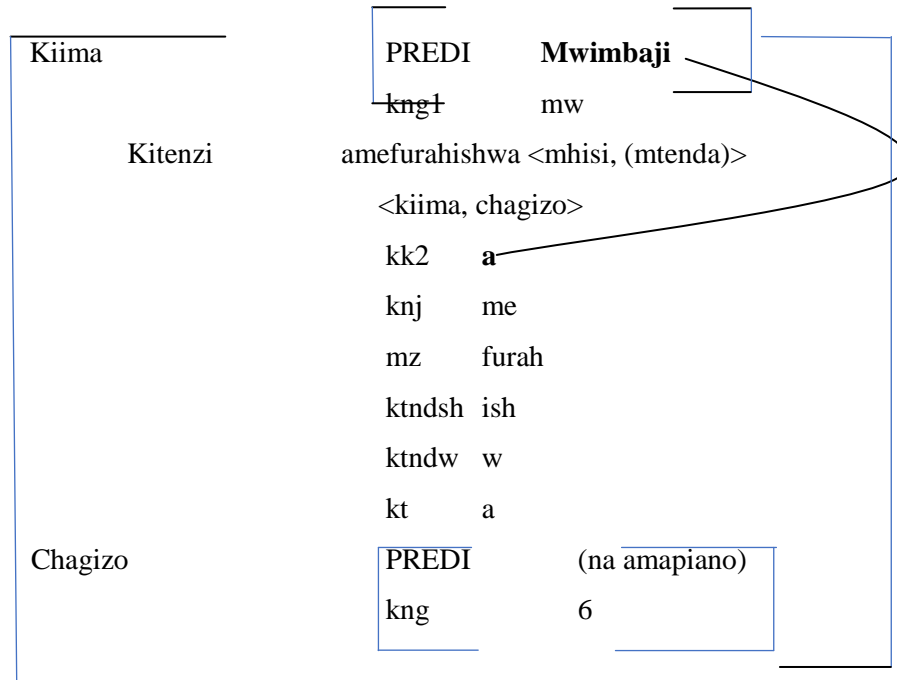 Kiima PREDI Mwimbaji
kng1 mw
Kitenzi amefurahishwa <mhisi, (mtenda)>
<kiima, chagizo>
kk2 a
knj me
mz furah
ktndsh ish
ktndw w
kt a
Chagizo PREDI (na amapiano)
kng 6